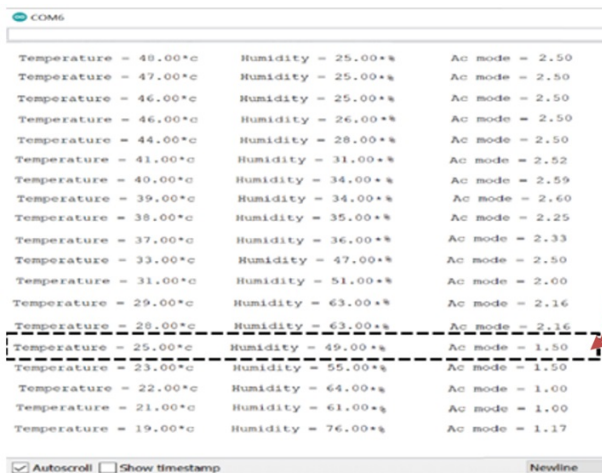 COM6
Temperature = 48.00*c Humidity = 25.00*% Ac mode = 2.50
Temperature = 47.00*c Humidity = 25.00*% Ac mode = 2.50
Temperature = 46.00*c Humidity = 25.00*% Ac mode = 2.50
Temperature = 46.00*c Humidity = 26.00*% Ac mode = 2.50
Temperature = 44.00*c Humidity = 28.00*% Ac mode = 2.50
Temperature = 41.00*c Humidity = 31.00*% Ac mode = 2.52
Temperature = 40.00*c Humidity = 34.00*% Ac mode = 2.59
Temperature = 39.00*c Humidity = 34.00*% Ac mode = 2.60
Temperature = 38.00*c Humidity = 35.00*% Ac mode = 2.25
Temperature = 37.00*c Humidity = 36.00*% Ac mode = 2.33
Temperature = 33.00*c Humidity = 47.00*% Ac mode = 2.50
Temperature = 31.00*c Humidity = 51.00*% Ac mode = 2.00
Temperature = 29.00*c Humidity = 63.00*% Ac mode = 2.16
Temperature = 28.00*c Humidity = 63.00*% Ac mode = 2.16
Temperature = 25.00*c Humidity = 49.00*% Ac mode = 1.50
Temperature = 23.00*c Humidity = 55.00*% Ac mode = 1.50
Temperature = 22.00*c Humidity = 64.00*% Ac mode = 1.00
Temperature = 21.00*c Humidity = 61.00*% Ac mode = 1.00
Temperature = 19.00*c Humidity = 76.00*% Ac mode = 1.17
Autoscroll Show timestamp Newline